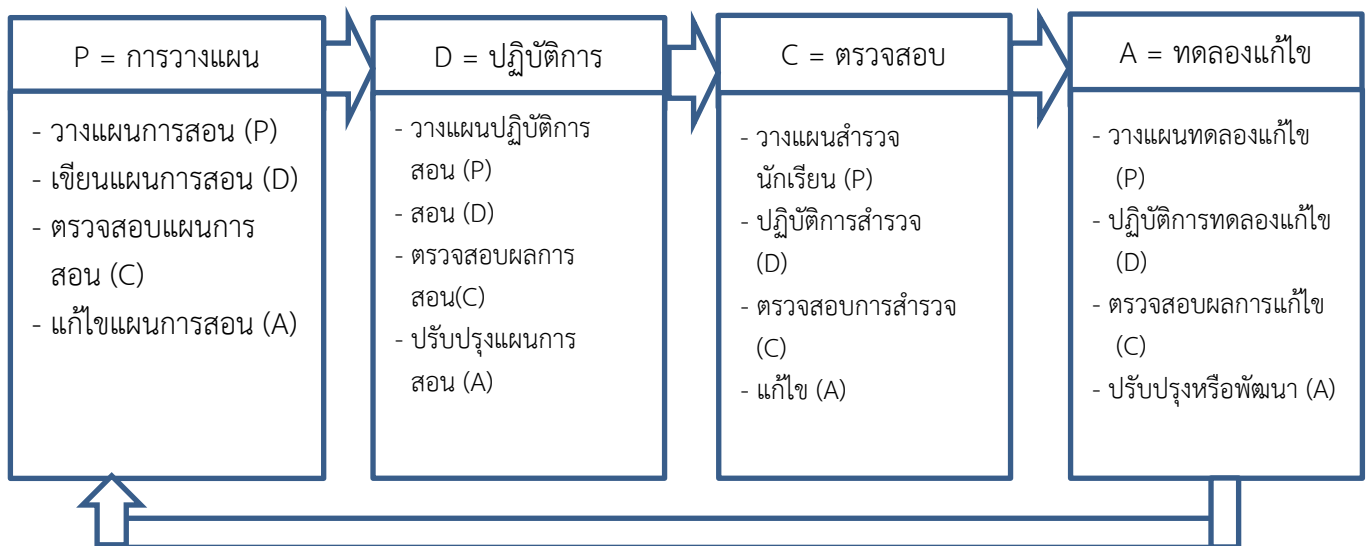 P = การวางแผน
- วางแผนการสอน (P)
- เขียนแผนการสอน (D)
- ตรวจสอบแผนการ
สอน (C)
- แก้ไขแผนการสอน (A)
D = ปฏิบัติการ
- วางแผนปฏิบัติการ
สอน (P)
- สอน (D)
- ตรวจสอบผลการ
สอน(C)
- ปรับปรุงแผนการ
สอน (A)
C = ตรวจสอบ
- วางแผนสำรวจ
นักเรียน (P)
- ปฏิบัติการสำรวจ
(D)
- ตรวจสอบการสำรวจ
(C)
- แก้ไข (A)
A = ทดลองแก้ไข
- วางแผนทดลองแก้ไข
(P)
- ปฏิบัติการทดลองแก้ไข
(D)
- ตรวจสอบผลการแก้ไข
(C)
- ปรับปรุงหรือพัฒนา (A)